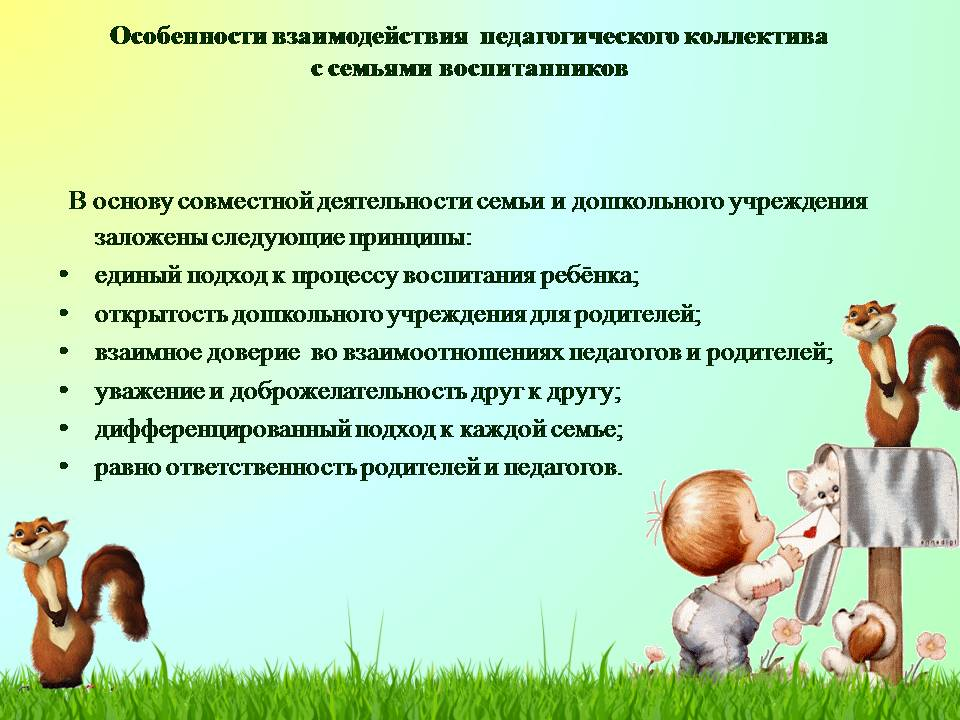 Особенности взаимодействия педагогического коллектива
с семьями воспитанников
В основу совместной деятельности семьи и дошкольного учреждения
заложены следующие принципы:
• единый подход к процессу воспитания ребёнка;
• открытость дошкольного учреждения для родителей;
• взаимное доверие во взаимоотношениях педагогов и родителей;
• уважение и доброжелательность друг к другу;
• дифференцированный подход к каждой семье;
• равно ответственность родителей и педагогов.